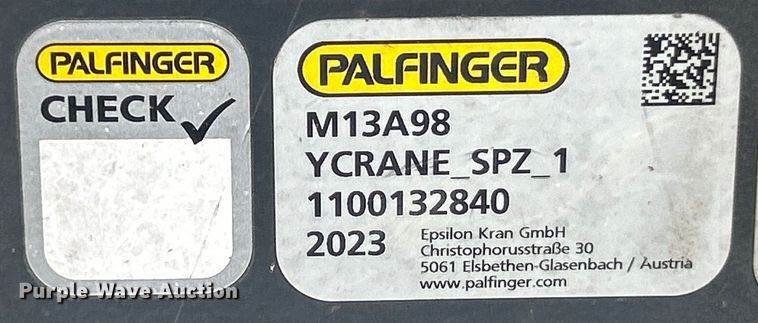 PALFINGER
CHECK
PALFINGER
M13A98
YCRANE_SPZ_1
1100132840
2023
Epsilon Kran GmbH
Christophorusstraße 30
5061 Elsbethen-Glasenbach / Austria
www.palfinger.com
Purple Wave Auction